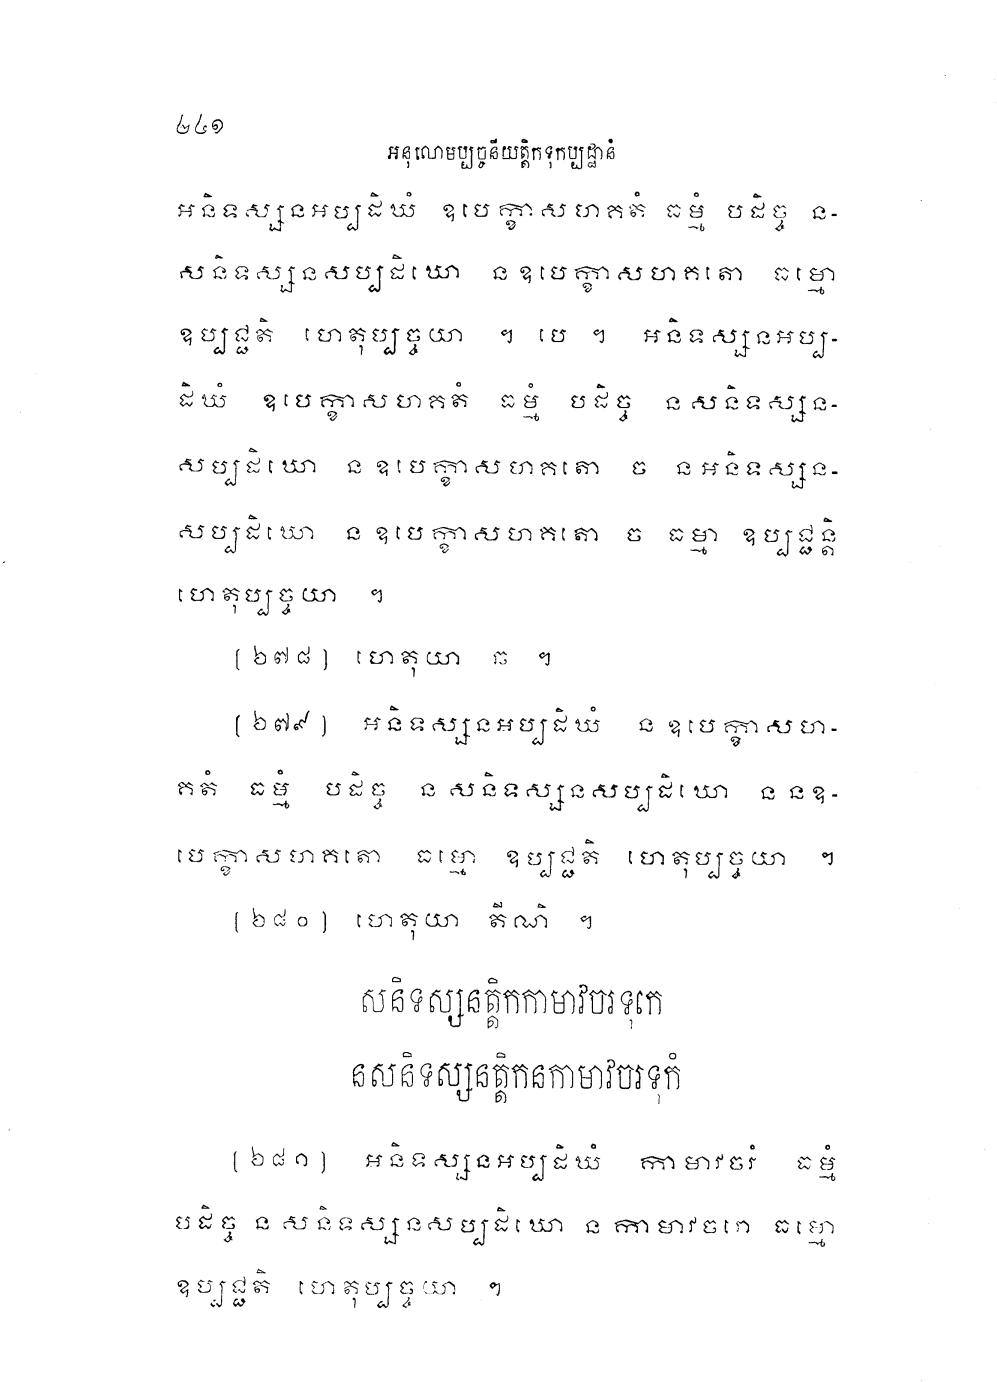 ៤៤១
អនុលោមប្បច្ចនីយត្តិកទុកប្បដ្ឋានំ
អនិទស្សនអប្បដិឃំ ឧបេក្ខាសហគតំ ធម្មំ បដិច្ច ន-
សនិទស្សនសប្បដិឃោ នឧបេក្ខាសហគតោ ធម្មោ
ឧប្បជ្ជតិ ហេតុប្បច្ចយា ។ បេ ។ អនិទស្សនអប្ប-
ដិឃំ ឧបេក្ខាសហគតំ ធម្មំ បដិច្ច នសនិទស្សន-
សប្បដិឃោ នឧបេក្ខាសហគតោ ច នអនិទស្សន-
សប្បដិឃោ នឧបេក្ខាសហគតោ ច ធម្មា ឧប្បជ្ជន្តិ
ហេតុប្បច្ចយា ។
(២៧៨) ហេតុយា ឆ ។
(២៧៩) អនិទស្សនអប្បដិឃំ នឧបេក្ខាសហ-
គតំ ធម្មំ បដិច្ច នសនិទស្សនសប្បដិឃោ ននឧ-
បេក្ខាសហគតោ ធម្មោ ឧប្បជ្ជតិ ហេតុប្បច្ចយា ។
(២៨០) ហេតុយា តីណិ ។
សនិទស្សនត្តិកកាមាវចរទុកេ
នសនិទស្សនត្តិកនកាមាវចរទុកំ
(២៨១) អនិទស្សនអប្បដិឃំ កាមាវចរំ ធម្មំ
បដិច្ច នសនិទស្សនសប្បដិឃោ នកាមាវចរោ ធម្មោ
ឧប្បជ្ជតិ ហេតុប្បច្ចយា ។